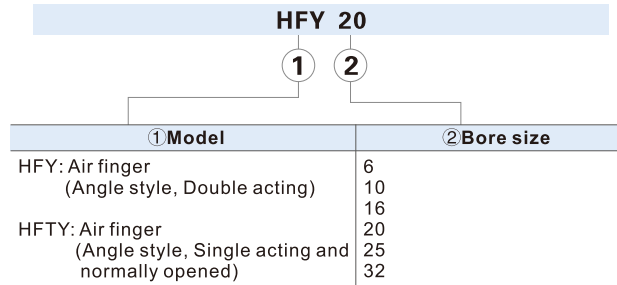 HFY 20
1 2
①Model ②Bore size
HFY: Air finger 6
(Angle style, Double acting) 10
16
HFTY: Air finger 20
(Angle style, Single acting and 25
normally opened) 32